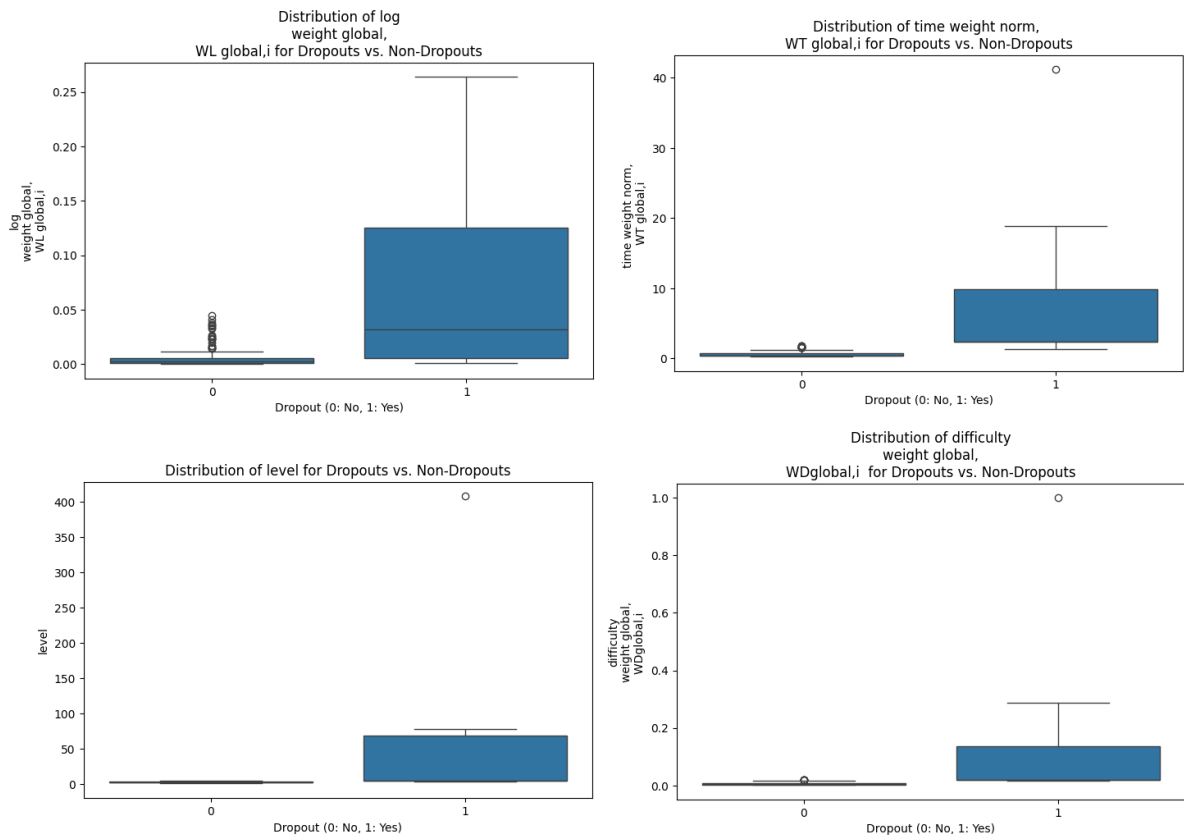 Distribution of log
weight global,
WL global,i for Dropouts vs. Non-Dropouts
log
weight global,
WL global,i
0.25
0.20
0.15
0.10
0.05
0.00
0
1
Dropout (0: No, 1: Yes)
Distribution of time weight norm,
WT global,i for Dropouts vs. Non-Dropouts
time weight norm,
WT global,i
40
30
20
10
0
0
1
Dropout (0: No, 1: Yes)
Distribution of level for Dropouts vs. Non-Dropouts
level
400
350
300
250
200
150
100
50
0
0
1
Dropout (0: No, 1: Yes)
Distribution of difficulty
weight global,
WDglobal,i for Dropouts vs. Non-Dropouts
difficulty
weight global,
WDglobal,i
1.0
0.8
0.6
0.4
0.2
0.0
0
1
Dropout (0: No, 1: Yes)